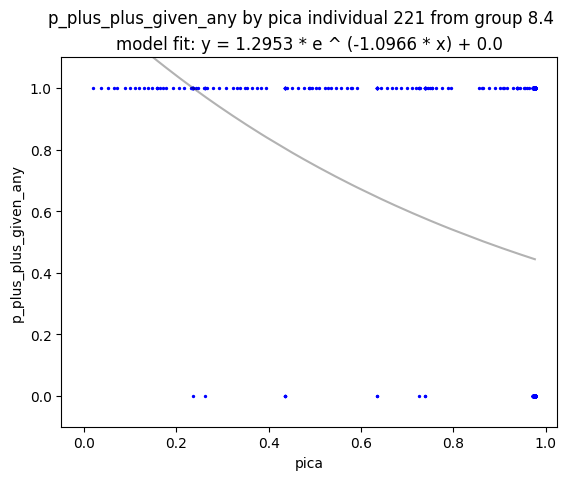 p_plus_plus_given_any by pica individual 221 from group 8.4
model fit: y = 1.2953 * e ^ (-1.0966 * x) + 0.0
1.0
0.8
0.6
0.4
0.2
0.0
p_plus_plus_given_any
0.0 0.2 0.4 0.6 0.8 1.0
pica